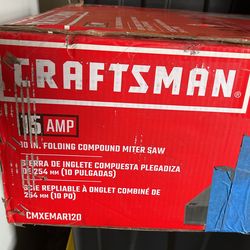 CRAFTSMAN
15 AMP
10 IN. FOLDING COMPOUND MITER SAW
SIERRA DE INGLETE COMPUESTA PLEGADIZA
DE 254 MM (10 PULGADAS)
SCIE REPLIABLE À ONGLET COMBINÉ DE
254 MM (10 PO)
CMXEMAR120